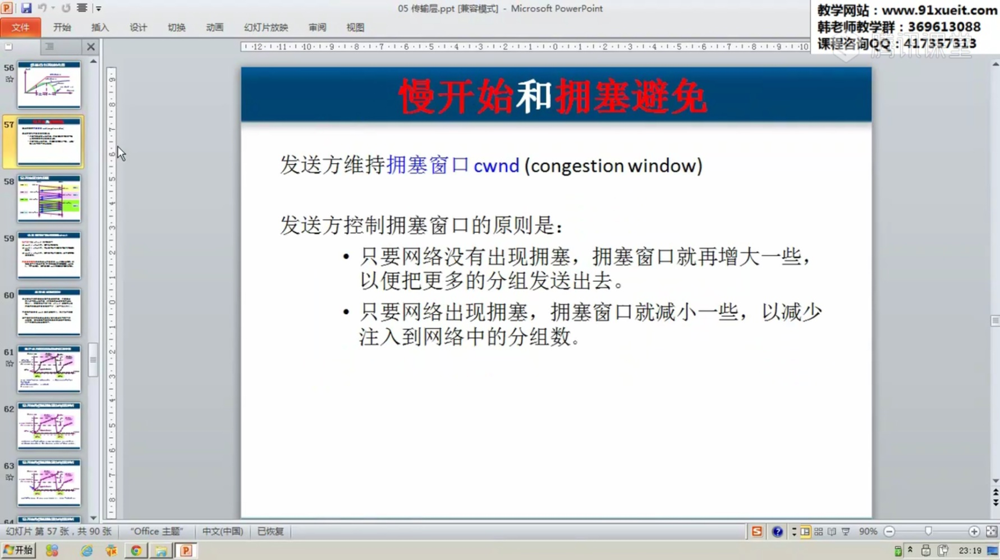 05 传输层.ppt [兼容模式] - Microsoft PowerPoint
教学网站：www.91xueit.com
韩老师教学群：369613088
课程咨询QQ：417357313
腾讯课堂
文件 开始 插入 设计 切换 动画 幻灯片放映 审阅 视图
56
57
58
59
60
61
62
63
64
慢开始和拥塞避免
发送方维持拥塞窗口 cwnd (congestion window)
发送方控制拥塞窗口的原则是：
• 只要网络没有出现拥塞，拥塞窗口就再增大一些，
以便把更多的分组发送出去。
• 只要网络出现拥塞，拥塞窗口就减小一些，以减少
注入到网络中的分组数。
幻灯片 第 57 张，共 90 张 “Office 主题” 中文(中国) 已恢复 90%
开始 23:19